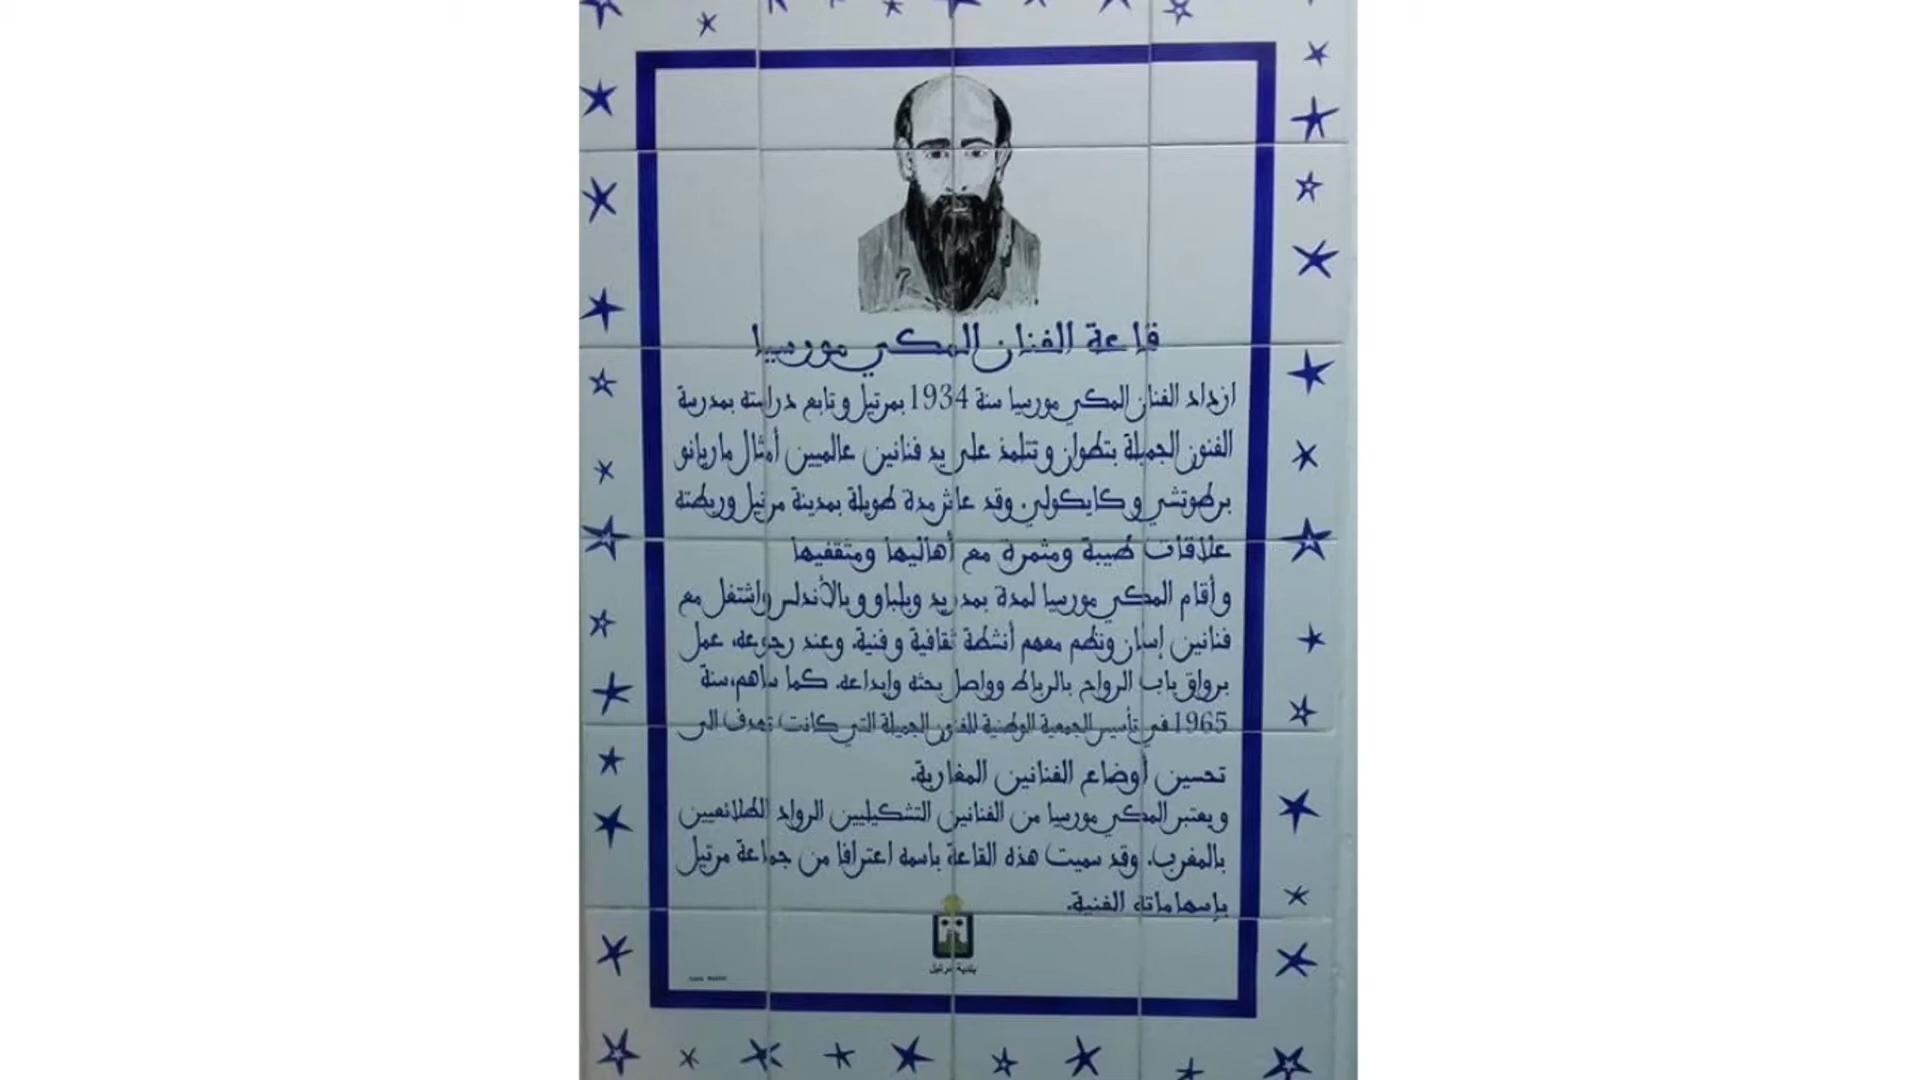 قاعة الفنان المكي مورسيا
ازداد الفنان المكي مورسيا سنة 1934 بمرتيل وتابع دراسته بمدرسة
الفنون الجميلة بتطوان وتتلمذ على يد فنانين عالميين أمثال ماريانو
برطوتشي وكايكولي. وقد عاش مدة طويلة بمدينة مرتيل وربطته
علاقات طيبة ومثمرة مع أهاليها ومثقفيها
وأقام المكي مورسيا لمدة بمدريد وبلباو وبالأندلس واشتغل مع
فنانين إسبان ونظم معهم أنشطة ثقافية وفنية. وعند رجوعه، عمل
برواق باب الرواح بالرباط وواصل بحثه وإبداعه. كما ساهم،سنة
1965 في تأسيس الجمعية الوطنية للفنون الجميلة التي كانت تهدف الى
تحسين أوضاع الفنانين المغاربة.
ويعتبر المكي مورسيا من الفنانين التشكيليين الرواد الطلائعيين
بالمغرب. وقد سميت هذه القاعة باسمه اعترافا من جماعة مرتيل
بإسهاماته الفنية.
بلدية مرتيل